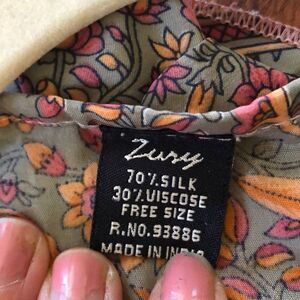 Zury
70%SILK
30%VISCOSE
FREE SIZE
R.NO.93886
MADE IN INDIA